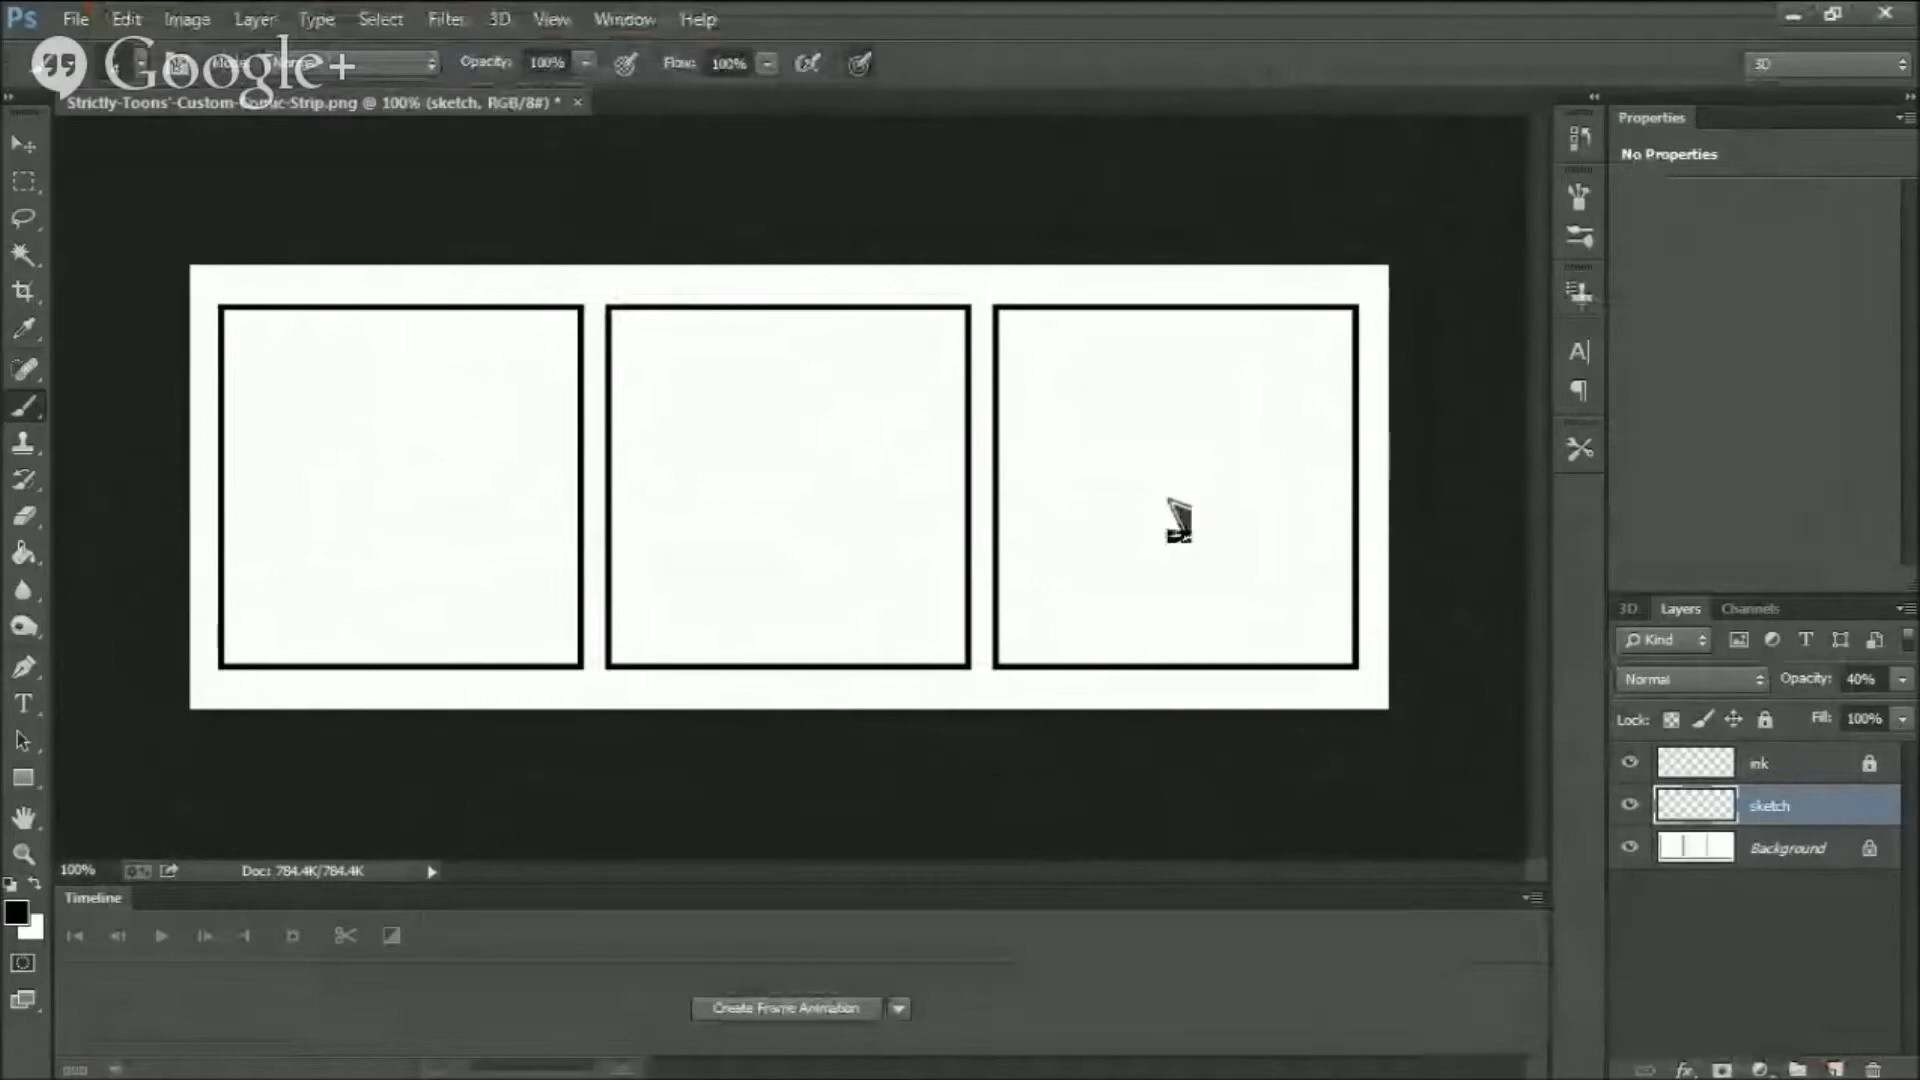 Ps File Edit Image Layer Type Select Filter 3D View Window Help
Google+
Opacity: 100% Flow: 100% 3D
Strictly-Toons'-Custom-Comic-Strip.png @ 100% (sketch, RGB/8#) * ×
Properties
No Properties
3D Layers Channels
Kind
Normal Opacity: 40%
Lock: Fill: 100%
ink
sketch
Background
100% Doc: 784.4K/784.4K
Timeline
Create Frame Animation